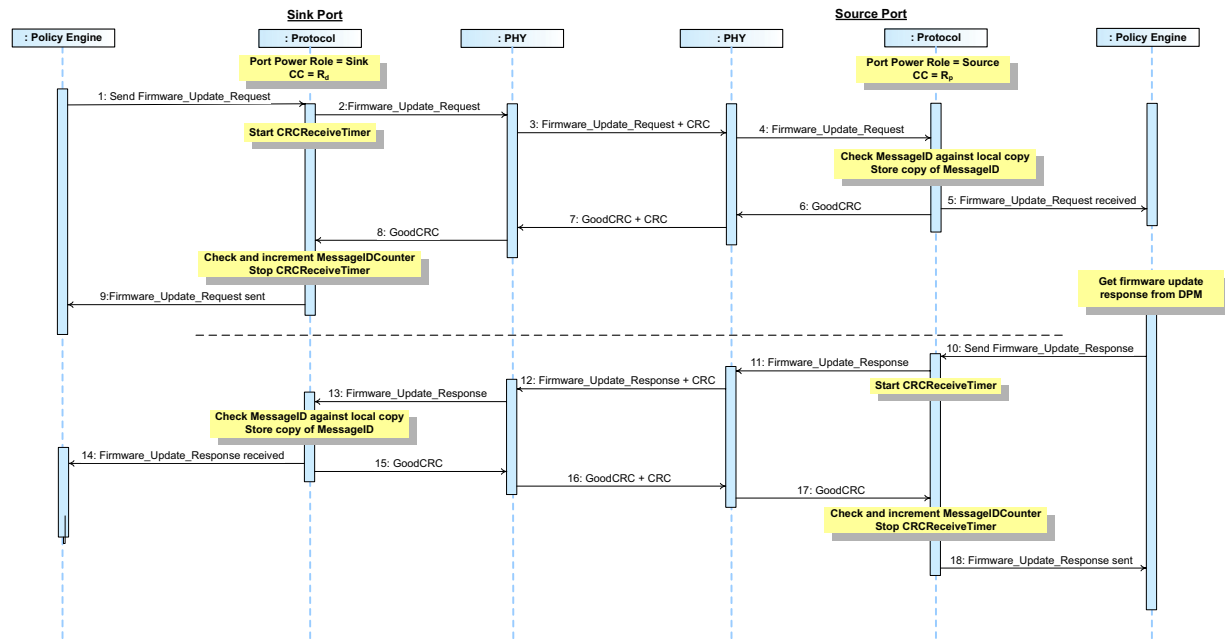 Sink Port
Source Port
: Policy Engine
: Protocol
: PHY
: PHY
: Protocol
: Policy Engine
Port Power Role = Sink
CC = Rd
Port Power Role = Source
CC = Rp
1: Send Firmware_Update_Request
2:Firmware_Update_Request
Start CRCReceiveTimer
3: Firmware_Update_Request + CRC
4: Firmware_Update_Request
Check MessageID against local copy
Store copy of MessageID
5: Firmware_Update_Request received
6: GoodCRC
7: GoodCRC + CRC
8: GoodCRC
Check and increment MessageIDCounter
Stop CRCReceiveTimer
9:Firmware_Update_Request sent
Get firmware update
response from DPM
10: Send Firmware_Update_Response
11: Firmware_Update_Response
Start CRCReceiveTimer
12: Firmware_Update_Response + CRC
13: Firmware_Update_Response
Check MessageID against local copy
Store copy of MessageID
14: Firmware_Update_Response received
15: GoodCRC
16: GoodCRC + CRC
17: GoodCRC
Check and increment MessageIDCounter
Stop CRCReceiveTimer
18: Firmware_Update_Response sent